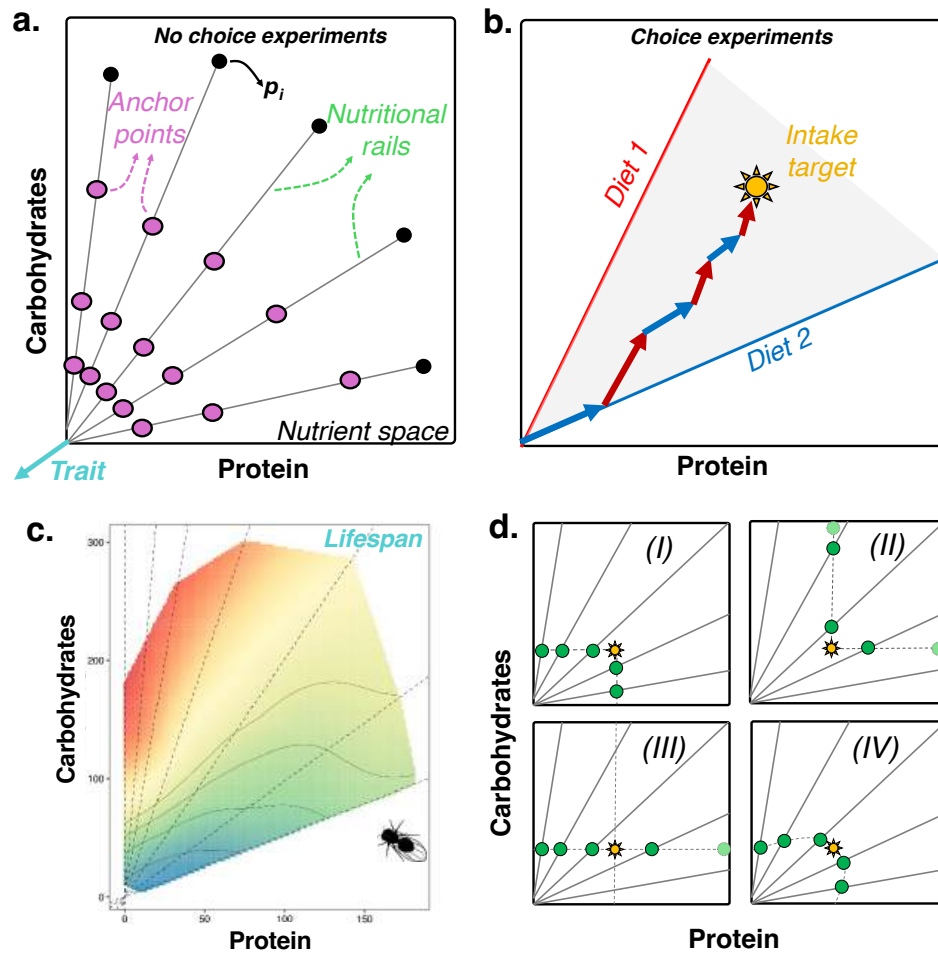 a.
No choice experiments
p_i
Anchor
points
Nutritional
rails
Carbohydrates
Nutrient space
Trait
Protein
b.
Choice experiments
Intake
target
Diet 1
Diet 2
Protein
c.
Lifespan
300
200
100
0
Carbohydrates
0
50
100
150
Protein
d.
(I)
(II)
(III)
(IV)
Carbohydrates
Protein